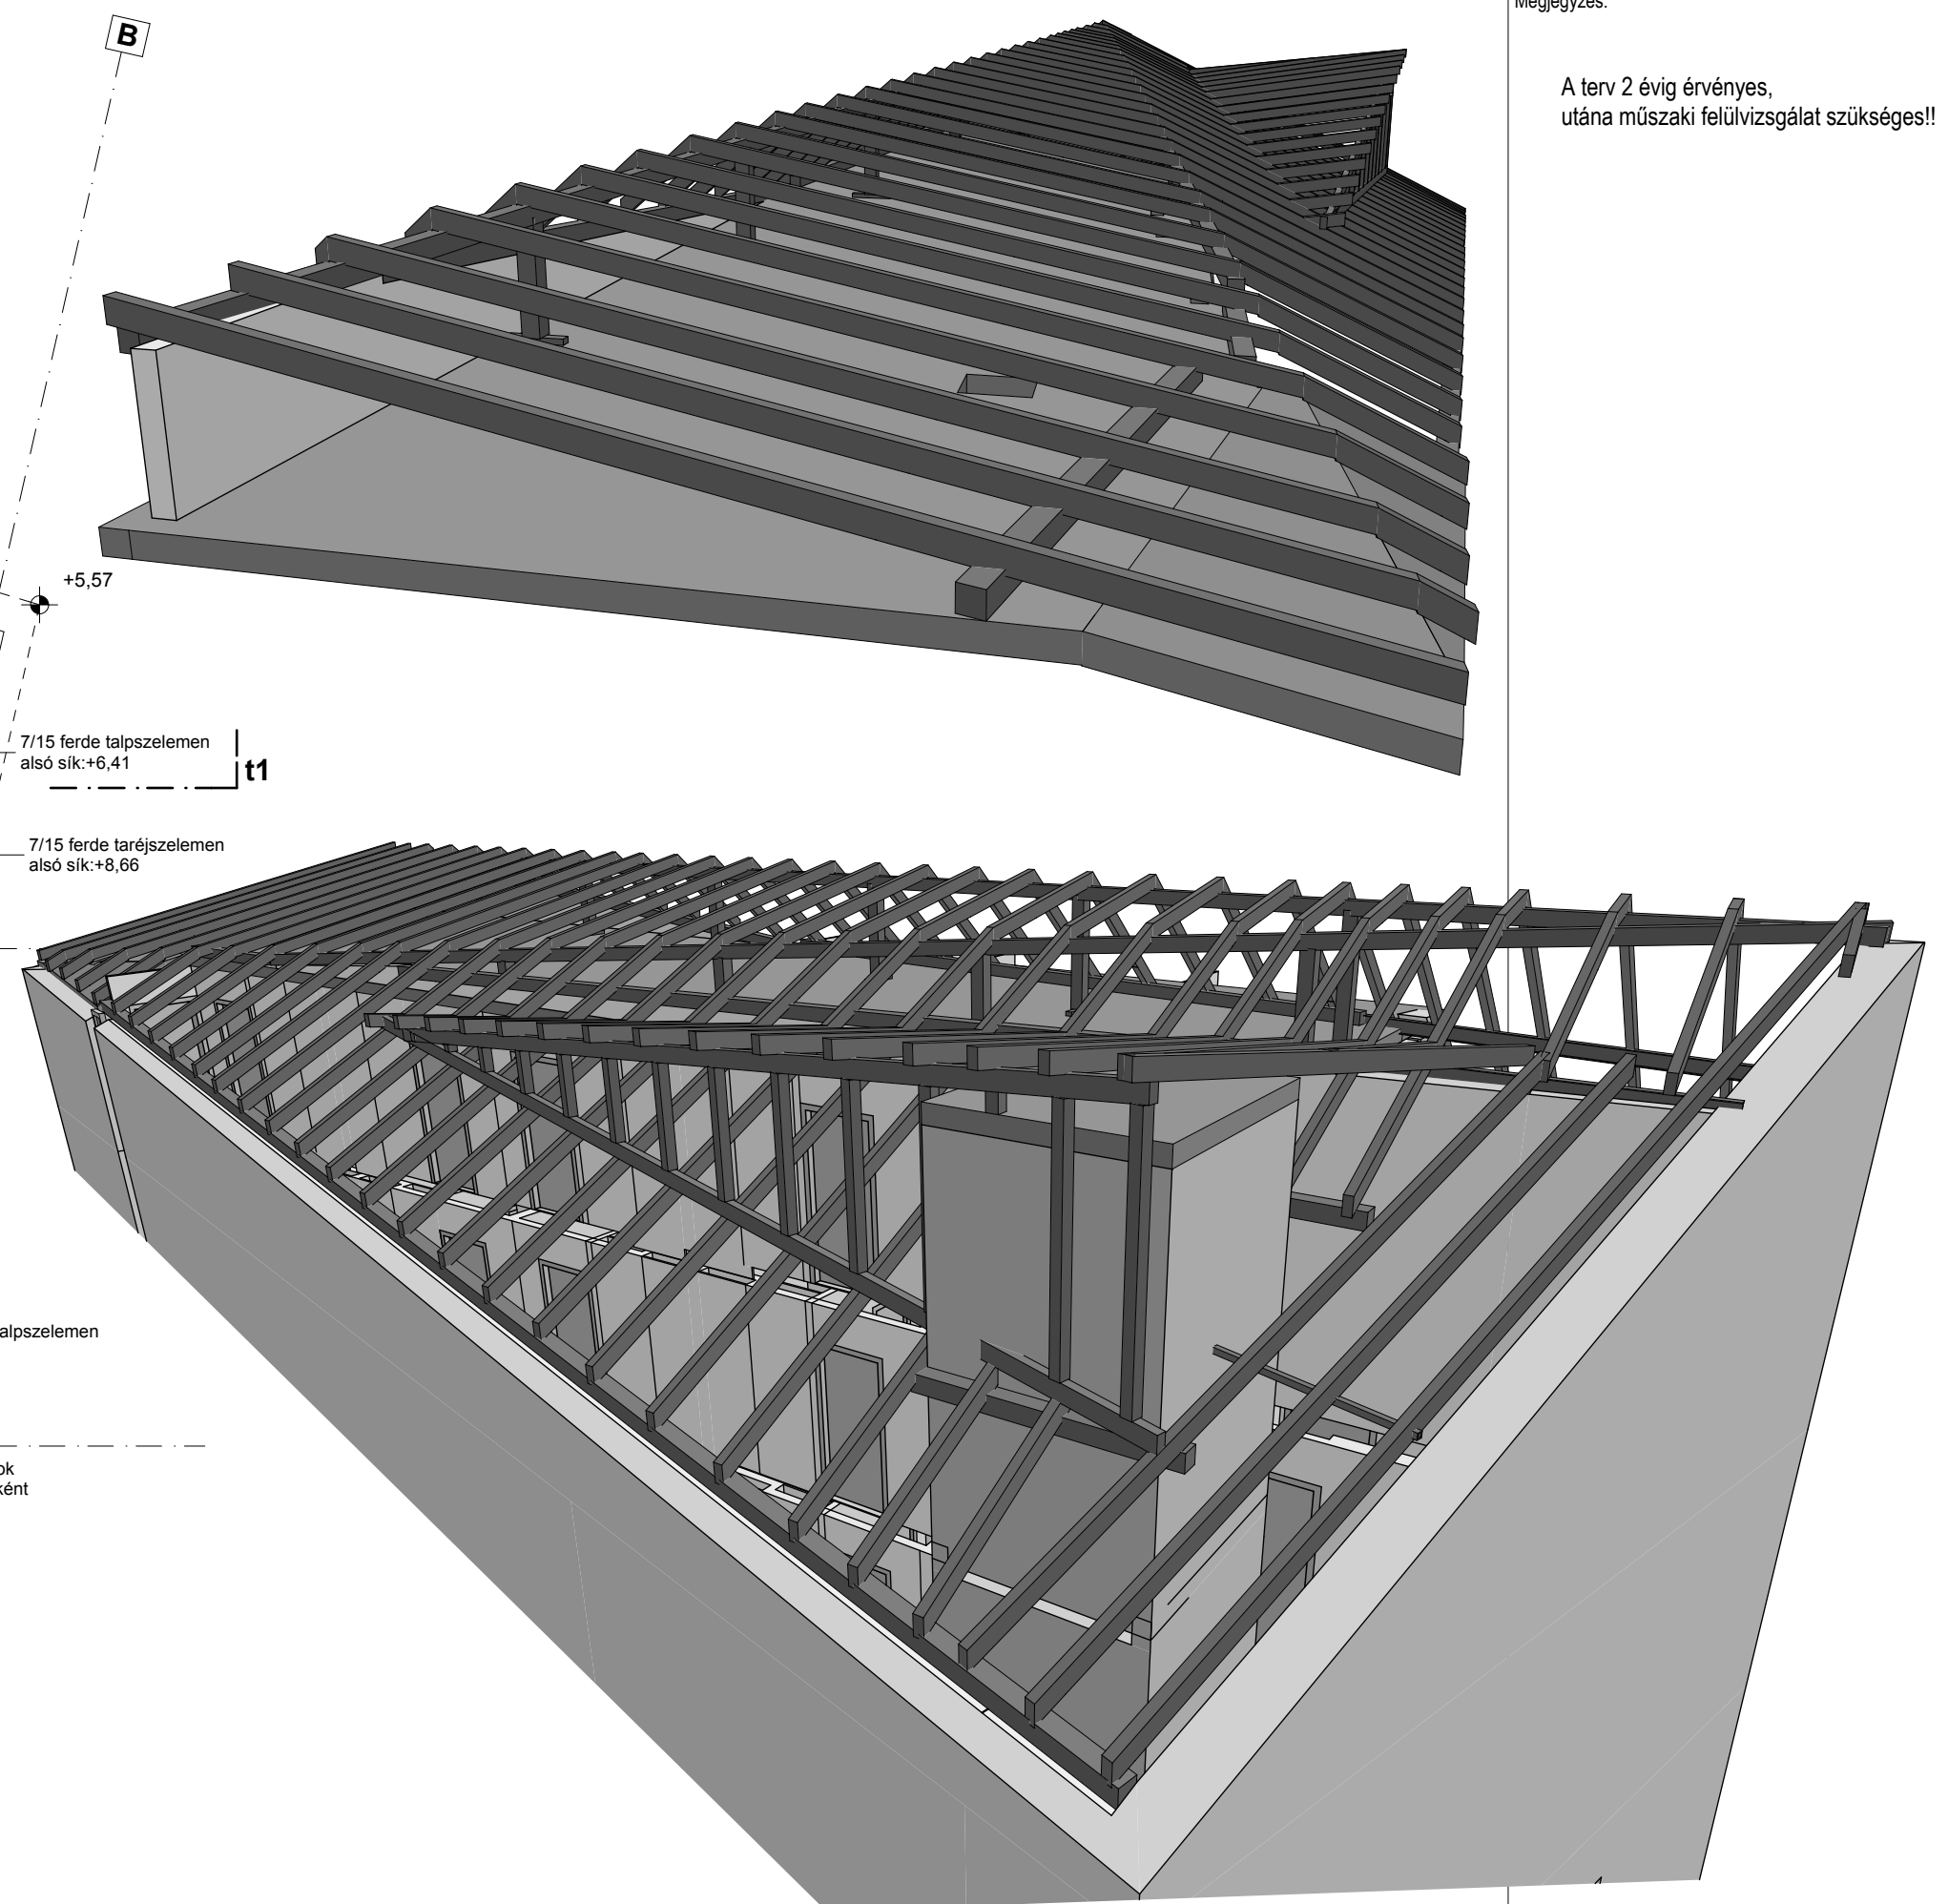 Megjegyzés:
B
A terv 2 évig érvényes,
utána műszaki felülvizsgálat szükséges!!
+5,57
7/15 ferde talpszelemen
alsó sík:+6,41
t1
7/15 ferde taréjszelemen
alsó sík:+8,66
alpszelemen
ok
ként